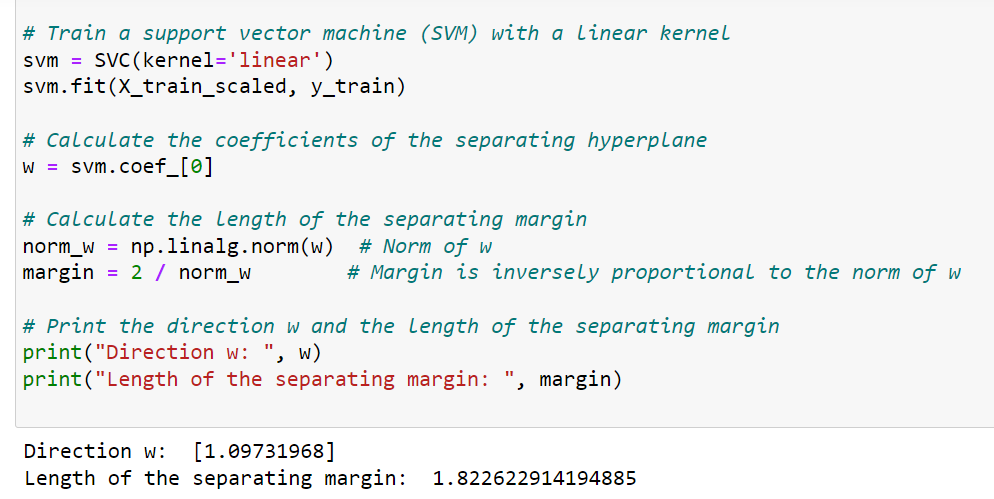 # Train a support vector machine (SVM) with a linear kernel
svm = SVC(kernel='linear')
svm.fit(X_train_scaled, y_train)
# Calculate the coefficients of the separating hyperplane
w = svm.coef_[0]
# Calculate the length of the separating margin
norm_w = np.linalg.norm(w)  # Norm of w
margin = 2 / norm_w        # Margin is inversely proportional to the norm of w
# Print the direction w and the length of the separating margin
print("Direction w: ", w)
print("Length of the separating margin: ", margin)
Direction w:  [1.09731968]
Length of the separating margin:  1.822622914194885